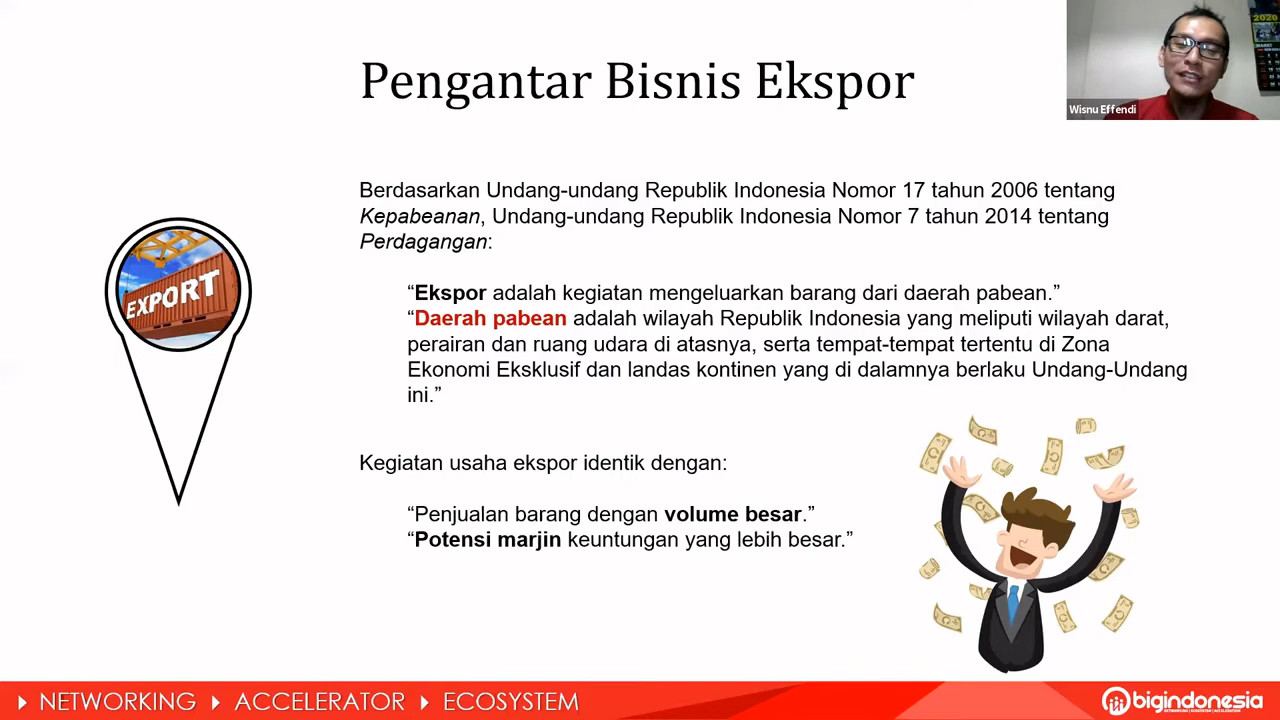 Pengantar Bisnis Ekspor
2020
Wisnu Effendi
Berdasarkan Undang-undang Republik Indonesia Nomor 17 tahun 2006 tentang
Kepabeanan, Undang-undang Republik Indonesia Nomor 7 tahun 2014 tentang
Perdagangan:
EXPORT
“Ekspor adalah kegiatan mengeluarkan barang dari daerah pabean.”
“Daerah pabean adalah wilayah Republik Indonesia yang meliputi wilayah darat,
perairan dan ruang udara di atasnya, serta tempat-tempat tertentu di Zona
Ekonomi Eksklusif dan landas kontinen yang di dalamnya berlaku Undang-Undang
ini.”
Kegiatan usaha ekspor identik dengan:
“Penjualan barang dengan volume besar.”
“Potensi marjin keuntungan yang lebih besar.”
NETWORKING ACCELERATOR ECOSYSTEM
bigindonesia
NETWORKING | ECOSYSTEM | ACCELERATOR